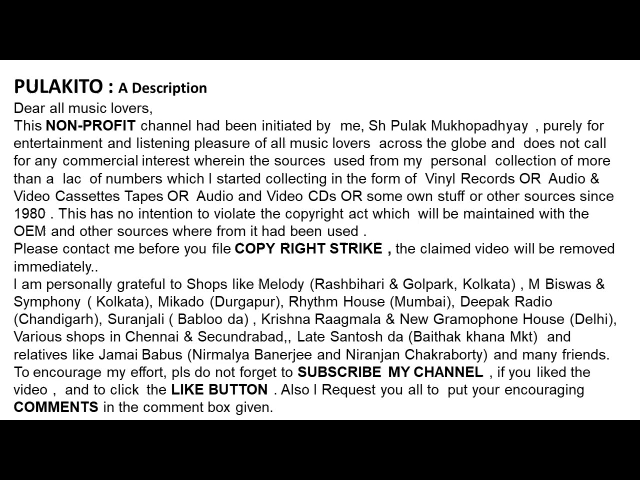 PULAKITO : A Description
Dear all music lovers,
This NON-PROFIT channel had been initiated by me, Sh Pulak Mukhopadhyay , purely for
entertainment and listening pleasure of all music lovers across the globe and does not call
for any commercial interest wherein the sources used from my personal collection of more
than a lac of numbers which I started collecting in the form of Vinyl Records OR Audio &
Video Cassettes Tapes OR Audio and Video CDs OR some own stuff or other sources since
1980 . This has no intention to violate the copyright act which will be maintained with the
OEM and other sources where from it had been used .
Please contact me before you file COPY RIGHT STRIKE , the claimed video will be removed
immediately..
I am personally grateful to Shops like Melody (Rashbihari & Golpark, Kolkata) , M Biswas &
Symphony ( Kolkata), Mikado (Durgapur), Rhythm House (Mumbai), Deepak Radio
(Chandigarh), Suranjali ( Babloo da) , Krishna Raagmala & New Gramophone House (Delhi),
Various shops in Chennai & Secundrabad,, Late Santosh da (Baithak khana Mkt) and
relatives like Jamai Babus (Nirmalya Banerjee and Niranjan Chakraborty) and many friends.
To encourage my effort, pls do not forget to SUBSCRIBE MY CHANNEL , if you liked the
video , and to click the LIKE BUTTON . Also I Request you all to put your encouraging
COMMENTS in the comment box given.